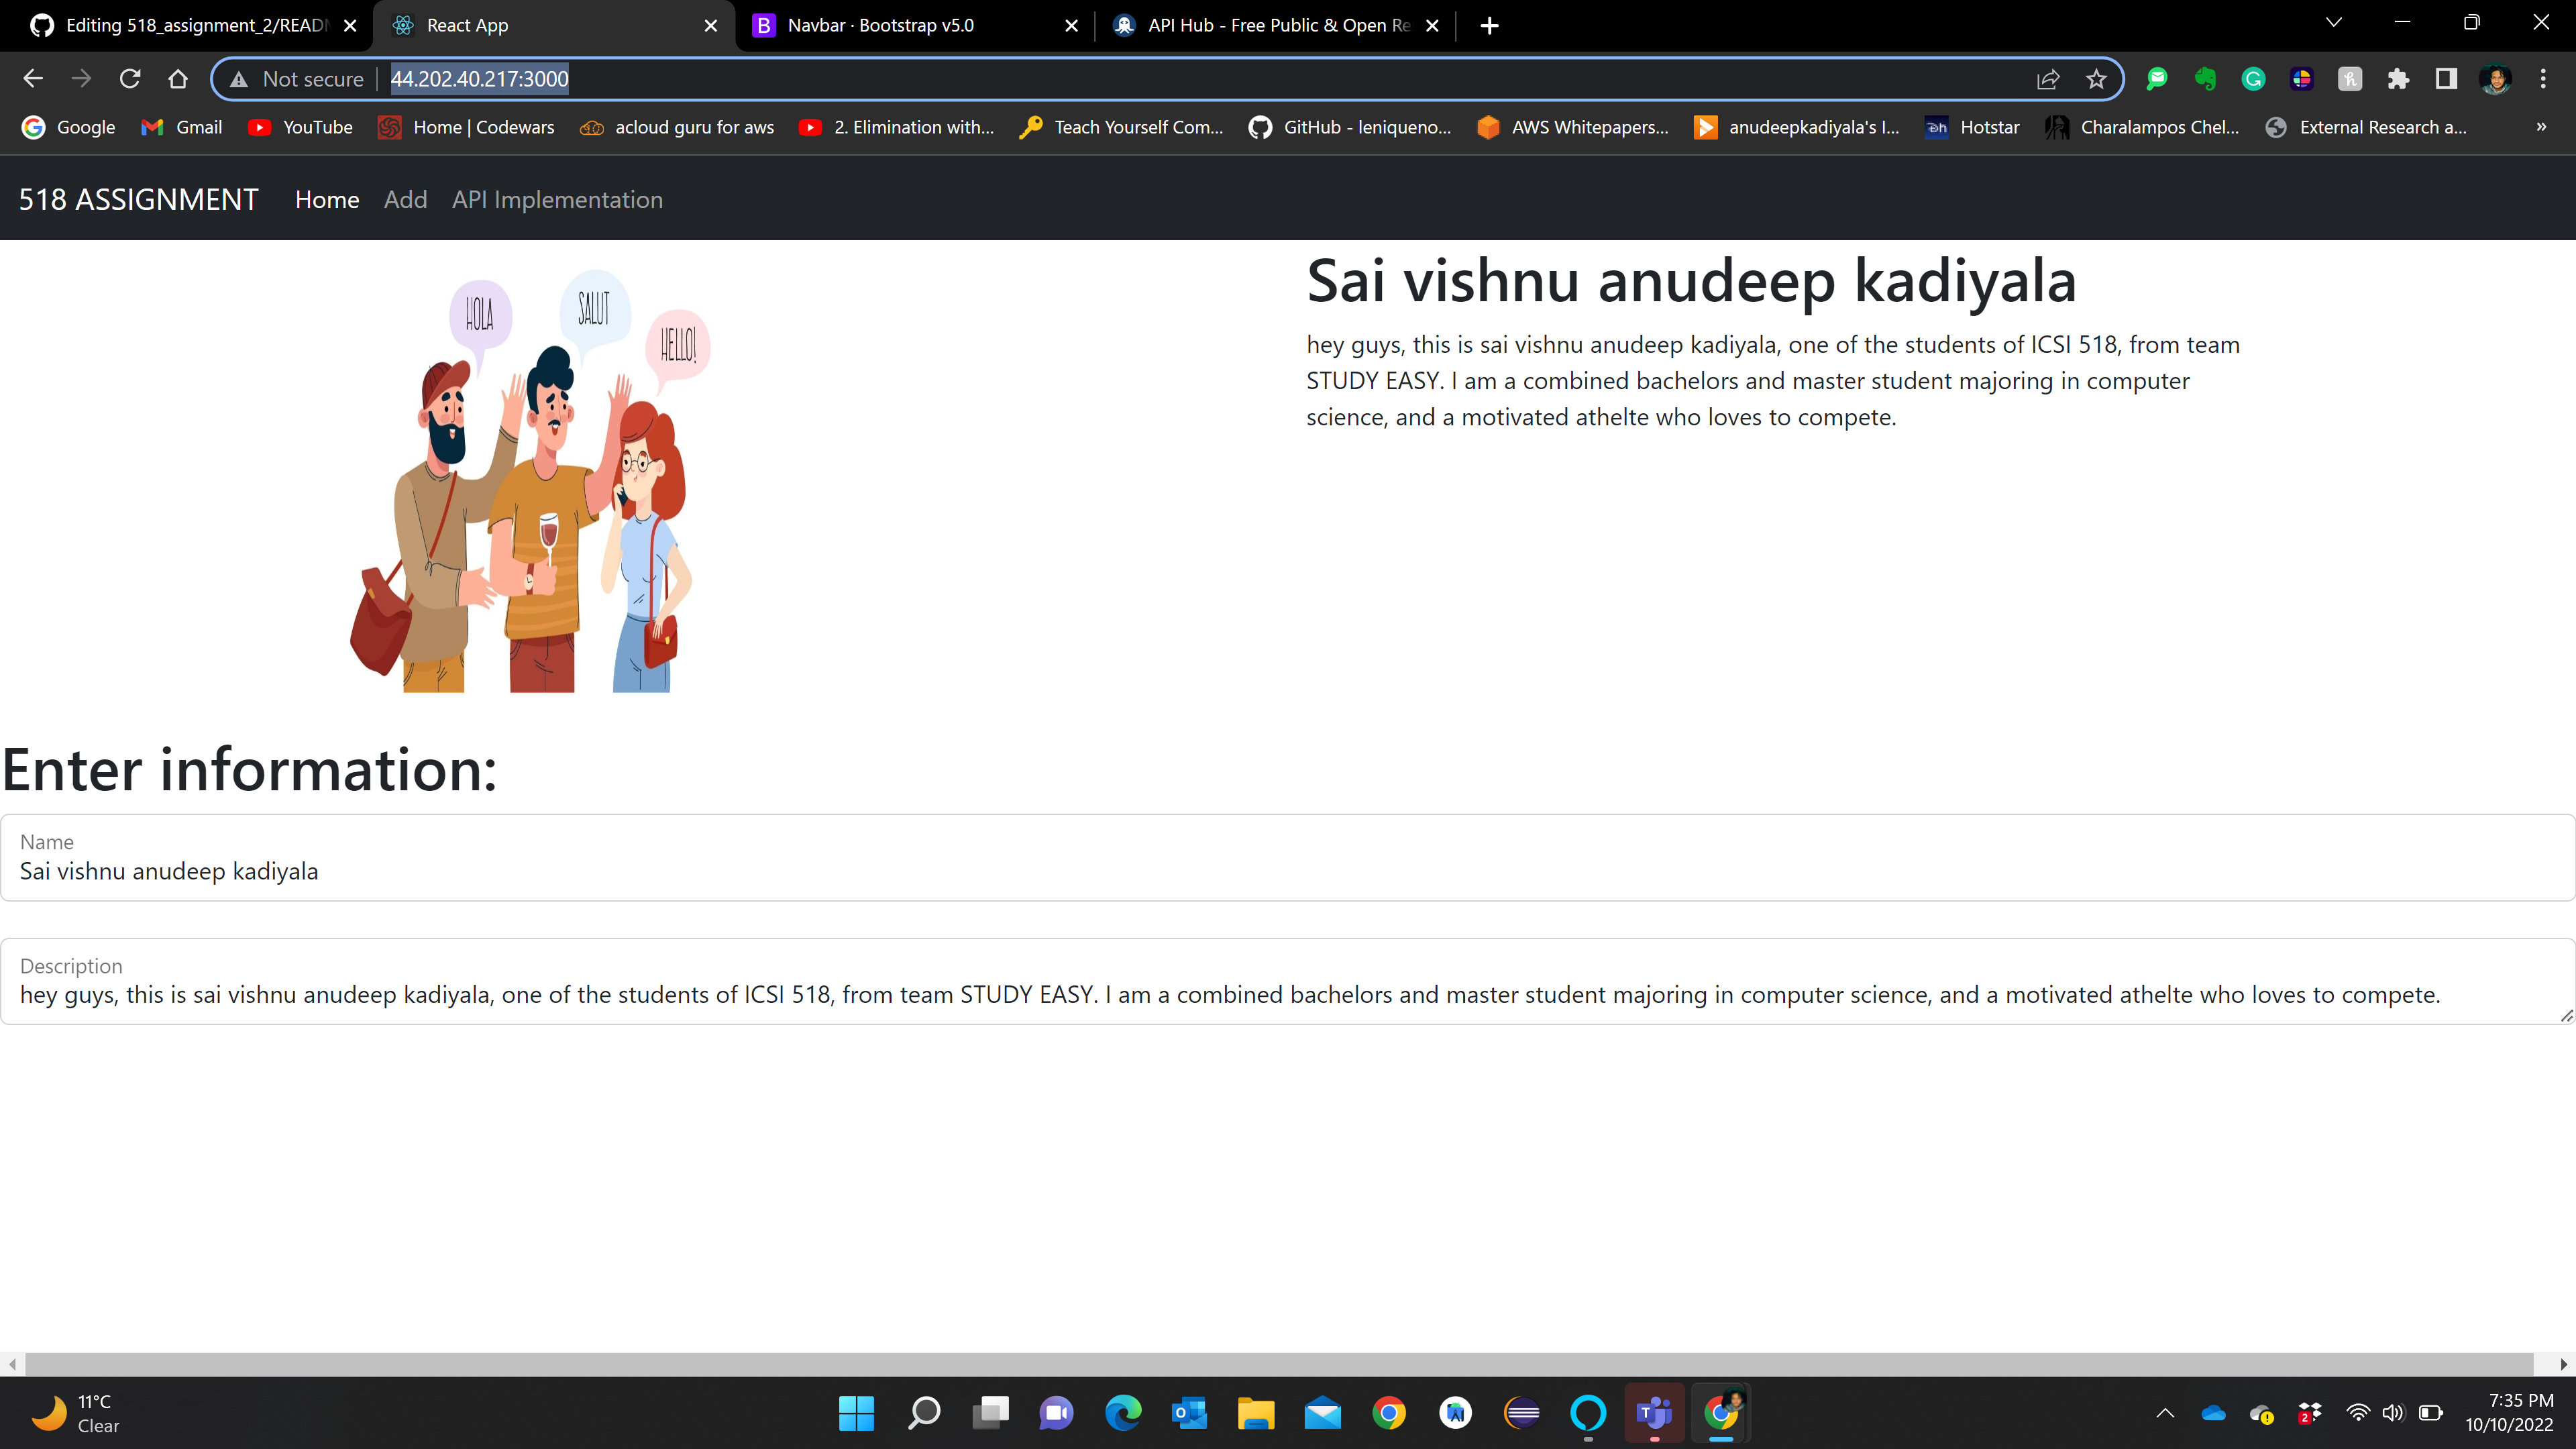 Editing 518_assignment_2/READ
React App
Navbar · Bootstrap v5.0
API Hub - Free Public & Open Re
Not secure
44.202.40.217:3000
Google
Gmail
YouTube
Home | Codewars
acloud guru for aws
2. Elimination with...
Teach Yourself Com...
GitHub - leniqueno...
AWS Whitepapers...
anudeepkadiyala's l...
Hotstar
Charalampos Chel...
External Research a...
»
518 ASSIGNMENT
Home
Add
API Implementation
HOLA
SALUT
HELLO!
Sai vishnu anudeep kadiyala
hey guys, this is sai vishnu anudeep kadiyala, one of the students of ICSI 518, from team
STUDY EASY. I am a combined bachelors and master student majoring in computer
science, and a motivated athelte who loves to compete.
Enter information:
Name
Sai vishnu anudeep kadiyala
Description
hey guys, this is sai vishnu anudeep kadiyala, one of the students of ICSI 518, from team STUDY EASY. I am a combined bachelors and master student majoring in computer science, and a motivated athelte who loves to compete.
11°C
Clear
7:35 PM
10/10/2022